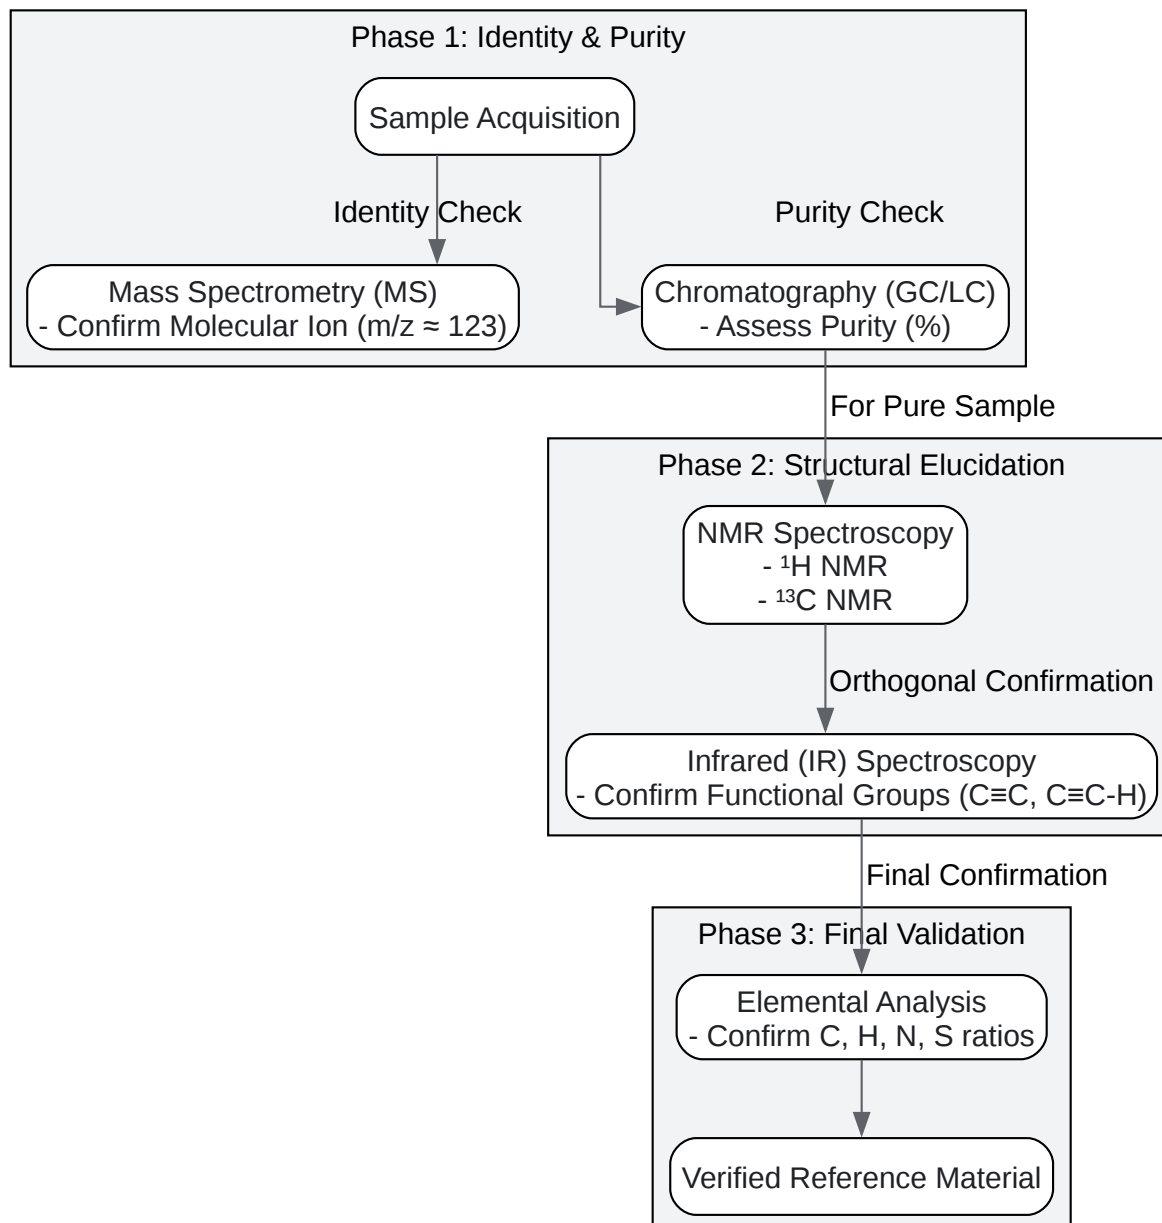 Phase 1: Identity & Purity
Sample Acquisition
Identity Check
Purity Check
Mass Spectrometry (MS)
- Confirm Molecular Ion (m/z ≈ 123)
Chromatography (GC/LC)
- Assess Purity (%)
For Pure Sample
Phase 2: Structural Elucidation
NMR Spectroscopy
- ¹H NMR
- ¹³C NMR
Orthogonal Confirmation
Infrared (IR) Spectroscopy
- Confirm Functional Groups (C≡C, C≡C-H)
Final Confirmation
Phase 3: Final Validation
Elemental Analysis
- Confirm C, H, N, S ratios
Verified Reference Material